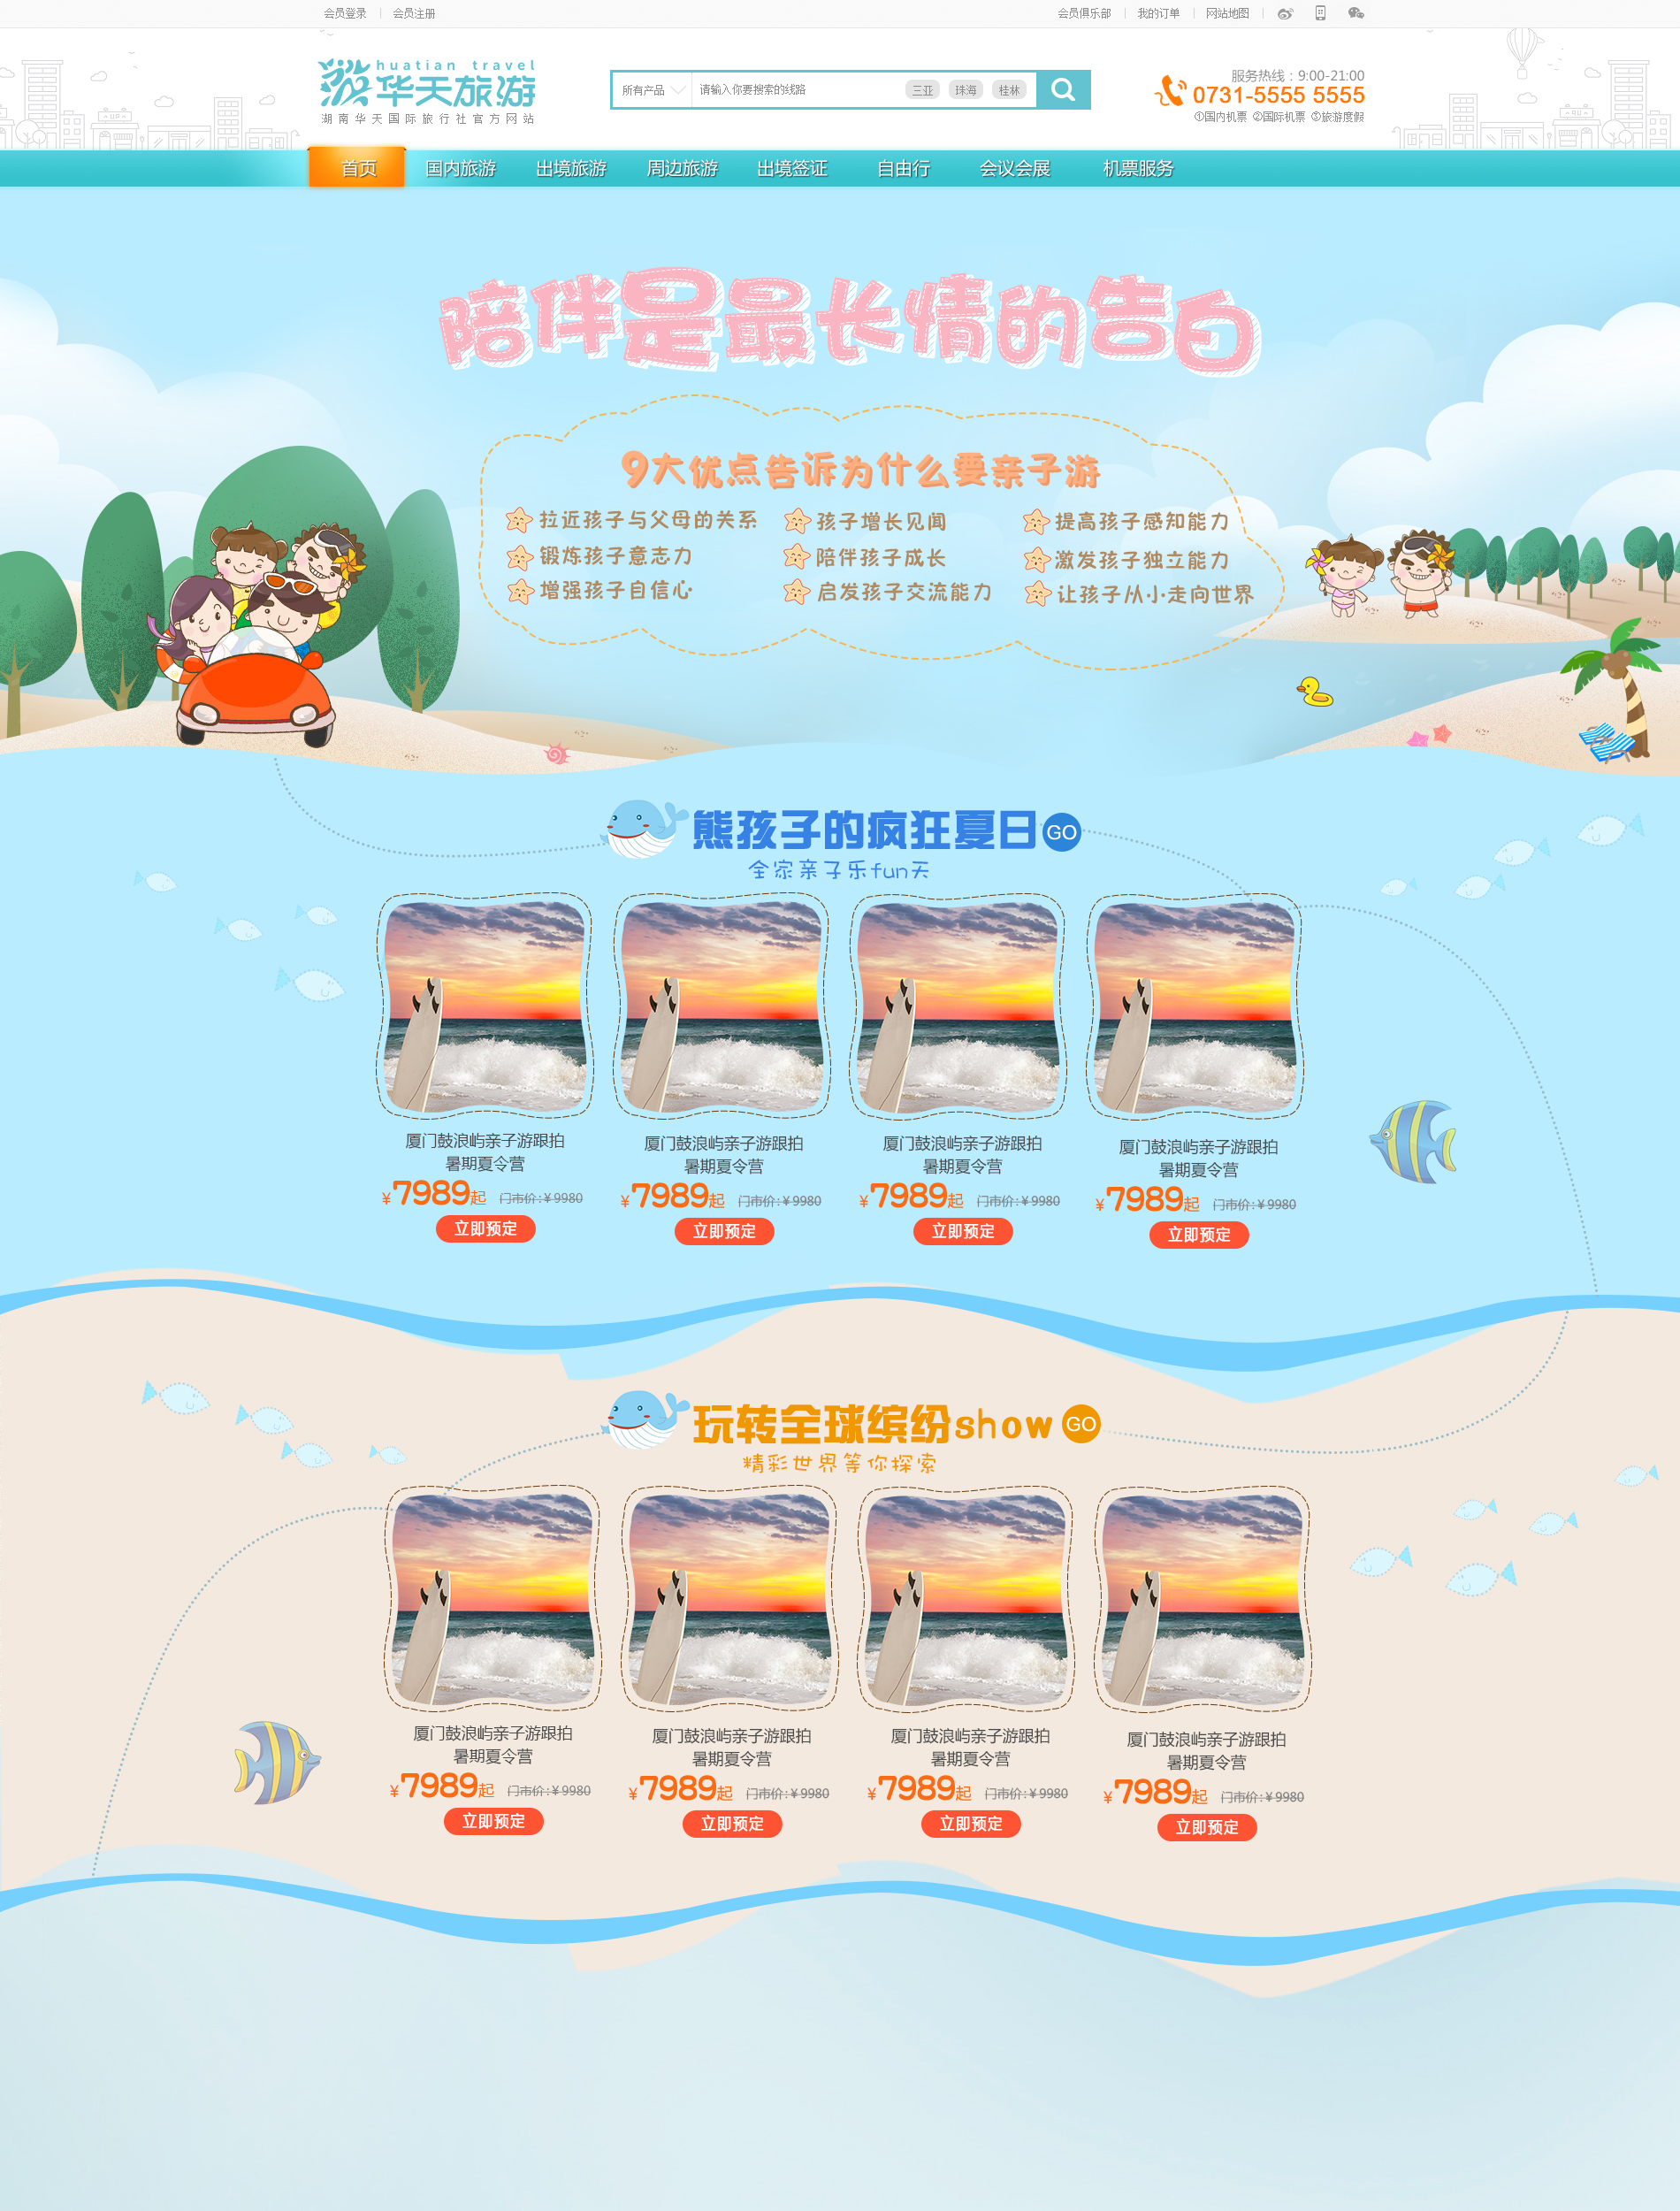 会员登录 | 会员注册
会员俱乐部 | 我的订单 | 网站地图 |
huatian travel
游华天旅游
湖南华天国际旅行社官方网站
所有产品 请输入你要搜索的线路 三亚 珠海 桂林
服务热线：9:00-21:00
0731-5555 5555
①国内机票 ②国际机票 ③旅游度假
首页 国内旅游 出境旅游 周边旅游 出境签证 自由行 会议会展 机票服务
陪伴是最长情的告白
9大优点告诉为什么要亲子游
拉近孩子与父母的关系 孩子增长见闻 提高孩子感知能力
锻炼孩子意志力 陪伴孩子成长 激发孩子独立能力
增强孩子自信心 启发孩子交流能力 让孩子从小走向世界
熊孩子的疯狂夏日 GO
全家亲子乐fun天
厦门鼓浪屿亲子游跟拍 厦门鼓浪屿亲子游跟拍 厦门鼓浪屿亲子游跟拍 厦门鼓浪屿亲子游跟拍
暑期夏令营 暑期夏令营 暑期夏令营 暑期夏令营
¥7989起 门市价:¥9980 ¥7989起 门市价:¥9980 ¥7989起 门市价:¥9980 ¥7989起 门市价:¥9980
立即预定 立即预定 立即预定 立即预定
玩转全球缤纷show GO
精彩世界等你探索
厦门鼓浪屿亲子游跟拍 厦门鼓浪屿亲子游跟拍 厦门鼓浪屿亲子游跟拍 厦门鼓浪屿亲子游跟拍
暑期夏令营 暑期夏令营 暑期夏令营 暑期夏令营
¥7989起 门市价:¥9980 ¥7989起 门市价:¥9980 ¥7989起 门市价:¥9980 ¥7989起 门市价:¥9980
立即预定 立即预定 立即预定 立即预定